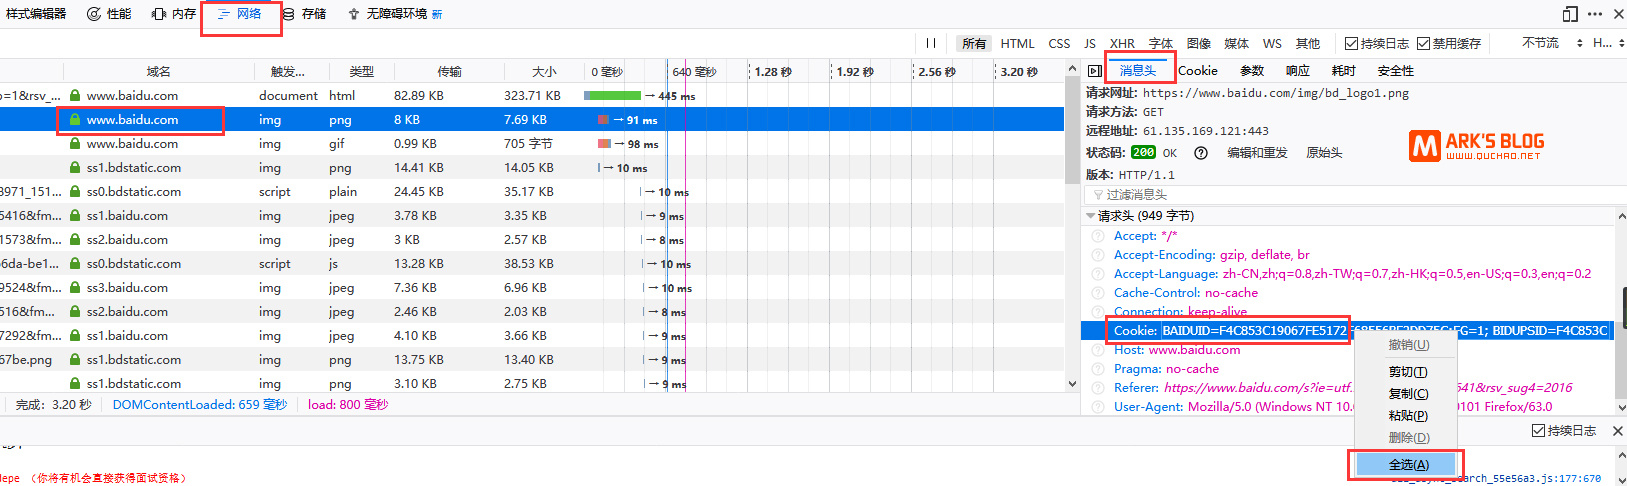 样式编辑器 性能 内存 网络 存储 无障碍环境 新
所有 HTML CSS JS XHR 字体 图像 媒体 WS 其他 持续日志 禁用缓存 不节流 H...
域名 触发... 类型 传输 大小 0 毫秒 640 毫秒 1.28 秒 1.92 秒 2.56 秒 3.20 秒
o=1&rsv_... www.baidu.com document html 82.89 KB 323.71 KB → 445 ms
www.baidu.com img png 8 KB 7.69 KB → 91 ms
www.baidu.com img gif 0.99 KB 705 字节 → 98 ms
ss1.bdstatic.com img png 14.41 KB 14.05 KB → 10 ms
8971_151... ss0.bdstatic.com script plain 24.45 KB 35.17 KB → 10 ms
5416&fm... ss1.baidu.com img jpeg 3.78 KB 3.35 KB → 9 ms
1573&fm... ss2.baidu.com img jpeg 3 KB 2.57 KB → 8 ms
6da-be1... ss0.bdstatic.com script js 13.28 KB 38.53 KB → 10 ms
9524&fm... ss3.baidu.com img jpeg 7.36 KB 6.96 KB → 10 ms
516&fm... ss2.baidu.com img jpeg 2.46 KB 2.03 KB → 8 ms
7292&fm... ss1.baidu.com img jpeg 4.10 KB 3.66 KB → 9 ms
67be.png ss1.bdstatic.com img png 13.75 KB 13.40 KB → 9 ms
ss1.bdstatic.com img png 3.10 KB 2.75 KB → 9 ms
完成：3.20 秒 DOMContentLoaded: 659 毫秒 load: 800 毫秒
消息头 Cookie 参数 响应 耗时 安全性
请求网址: https://www.baidu.com/img/bd_logo1.png
请求方法: GET
远程地址: 61.135.169.121:443
状态码: 200 OK 编辑和重发 原始头
版本: HTTP/1.1
M ARK'S BLOG
WWW.QUCHAO.NET
过滤消息头
请求头 (949 字节)
Accept: */*
Accept-Encoding: gzip, deflate, br
Accept-Language: zh-CN,zh;q=0.8,zh-TW;q=0.7,zh-HK;q=0.5,en-US;q=0.3,en;q=0.2
Cache-Control: no-cache
Connection: keep-alive
Cookie: BAIDUID=F4C853C19067FE5172 FG=1; BIDUPSID=F4C853C
Host: www.baidu.com
Pragma: no-cache
Referer: https://www.baidu.com/s?ie=utf. 541&rsv_sug4=2016
User-Agent: Mozilla/5.0 (Windows NT 10.0 0101 Firefox/63.0
撤销(U)
剪切(T)
复制(C)
粘贴(P)
删除(D)
全选(A)
持续日志
depe （你将有机会直接获得面试资格）
search_55e56a3.js:177:670